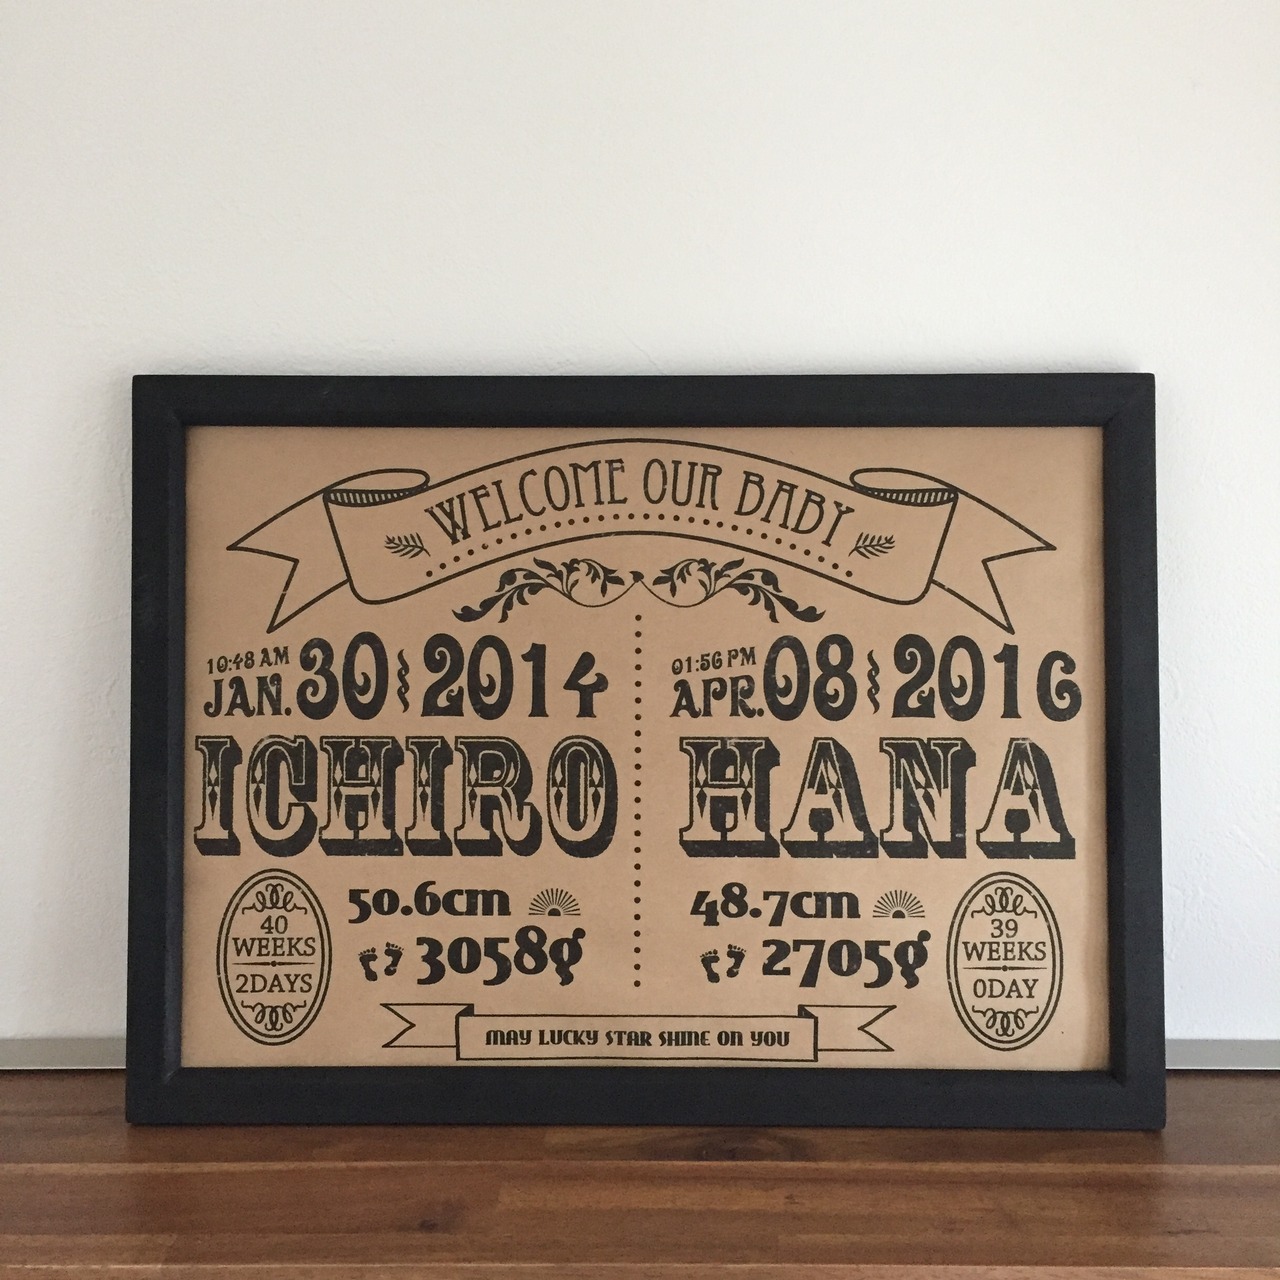 WELCOME OUR BABY
10:48 AM
JAN. 30 2014
ICHIRO
50.6cm
3058g
40
WEEKS
2DAYS
01:56 PM
APR. 08 2016
HANA
48.7cm
2705g
39
WEEKS
0DAY
MAY LUCKY STAR SHINE ON YOU